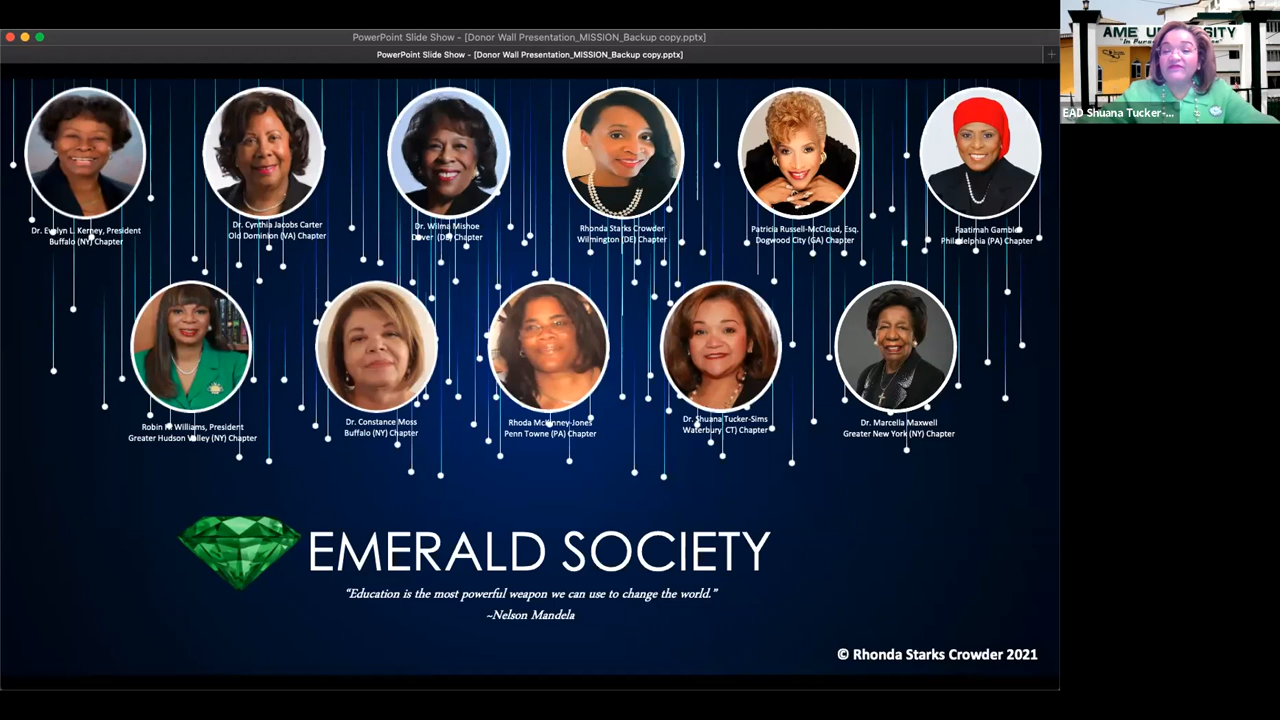 PowerPoint Slide Show - [Donor Wall Presentation_MISSION_Backup copy.pptx]
PowerPoint Slide Show - [Donor Wall Presentation_MISSION_Backup copy.pptx]
AME UNIVERSITY
EAD Shuana Tucker-...
Dr. Evelyn L. Kerney, President
Buffalo (NY) Chapter
Dr. Cynthia Jacobs Carter
Old Dominion (VA) Chapter
Dr. Wilma Mishoe
Dover (DE) Chapter
Rhonda Starks Crowder
Wilmington (DE) Chapter
Patricia Russell-McCloud, Esq.
Dogwood City (GA) Chapter
Faatimah Gamble
Philadelphia (PA) Chapter
Robin Williams, President
Greater Hudson Valley (NY) Chapter
Dr. Constance Moss
Buffalo (NY) Chapter
Rhoda McKinney-Jones
Penn Towne (PA) Chapter
Dr. Shuana Tucker-Sims
Waterbury (CT) Chapter
Dr. Marcella Maxwell
Greater New York (NY) Chapter
EMERALD SOCIETY
“Education is the most powerful weapon we can use to change the world.”
~Nelson Mandela
© Rhonda Starks Crowder 2021